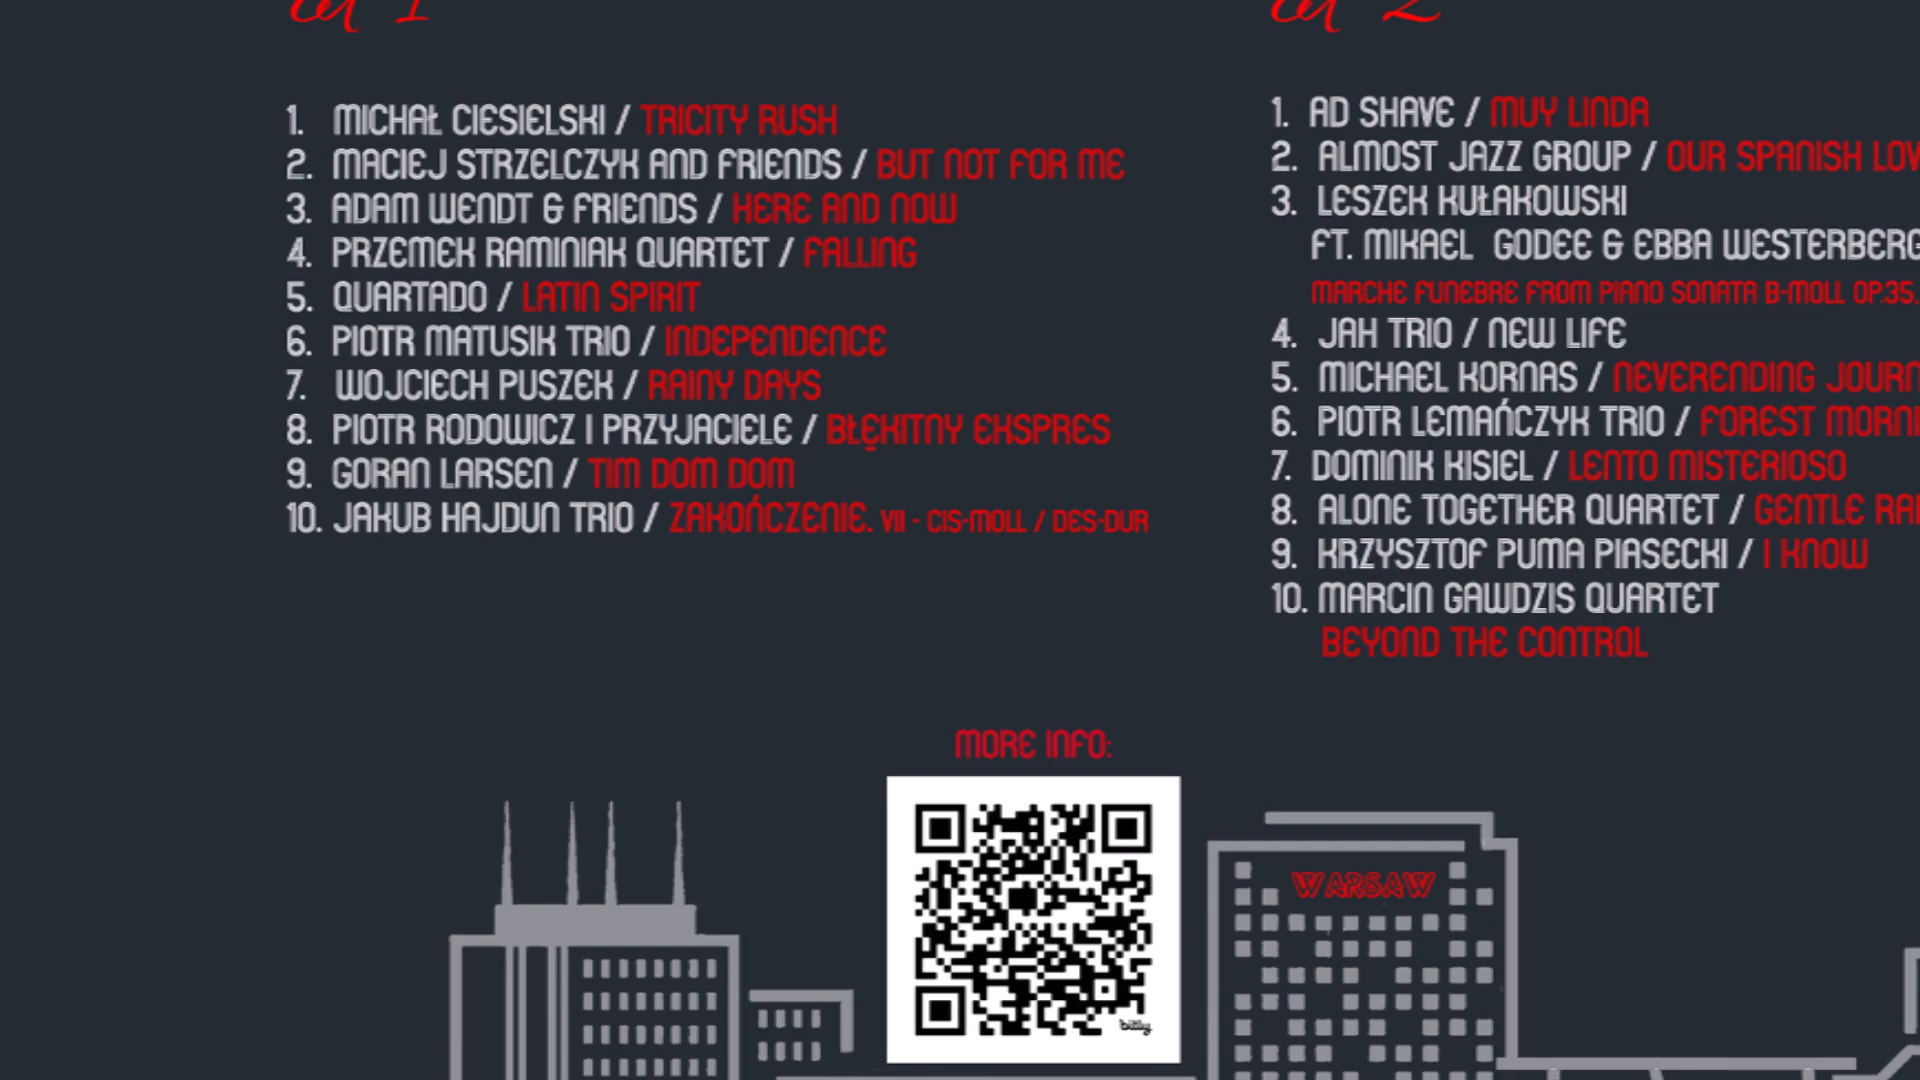 1. MICHAŁ CIESIELSKI / TRICITY RUSH
2. MACIEJ STRZELCZYK AND FRIENDS / BUT NOT FOR ME
3. ADAM WENDT & FRIENDS / HERE AND NOW
4. PRZEMEK RAMINIAK QUARTET / FALLING
5. QUARTADO / LATIN SPIRIT
6. PIOTR MATUSIK TRIO / INDEPENDENCE
7. WOJCIECH PUSZEK / RAINY DAYS
8. PIOTR RODOWICZ I PRZYJACIELE / BŁĘKITNY EKSPRES
9. GORAN LARSEN / TIM DOM DOM
10. JAKUB HAJDUN TRIO / ZAKOŃCZENIE. VII - CIS-MOLL / DES-DUR
1. AD SHAVE / MUY LINDA
2. ALMOST JAZZ GROUP / OUR SPANISH
3. LESZEK KUŁAKOWSKI
FT. MIKAEL GODEE & EBBA WESTERBERG
MARCHE FUNEBRE FROM PIANO SONATA B-MOLL OP.35.
4. JAH TRIO / NEW LIFE
5. MICHAEL KORNAS / NEVERENDING
6. PIOTR LEMAŃCZYK TRIO / FOREST
7. DOMINIK KISIEL / LENTO MISTERIOSO
8. ALONE TOGETHER QUARTET / GENTLE
9. KRZYSZTOF PUMA PIASECKI / I KNOW
10. MARCIN GAWDZIS QUARTET
BEYOND THE CONTROL
MORE INFO:
WARSAW
bitly